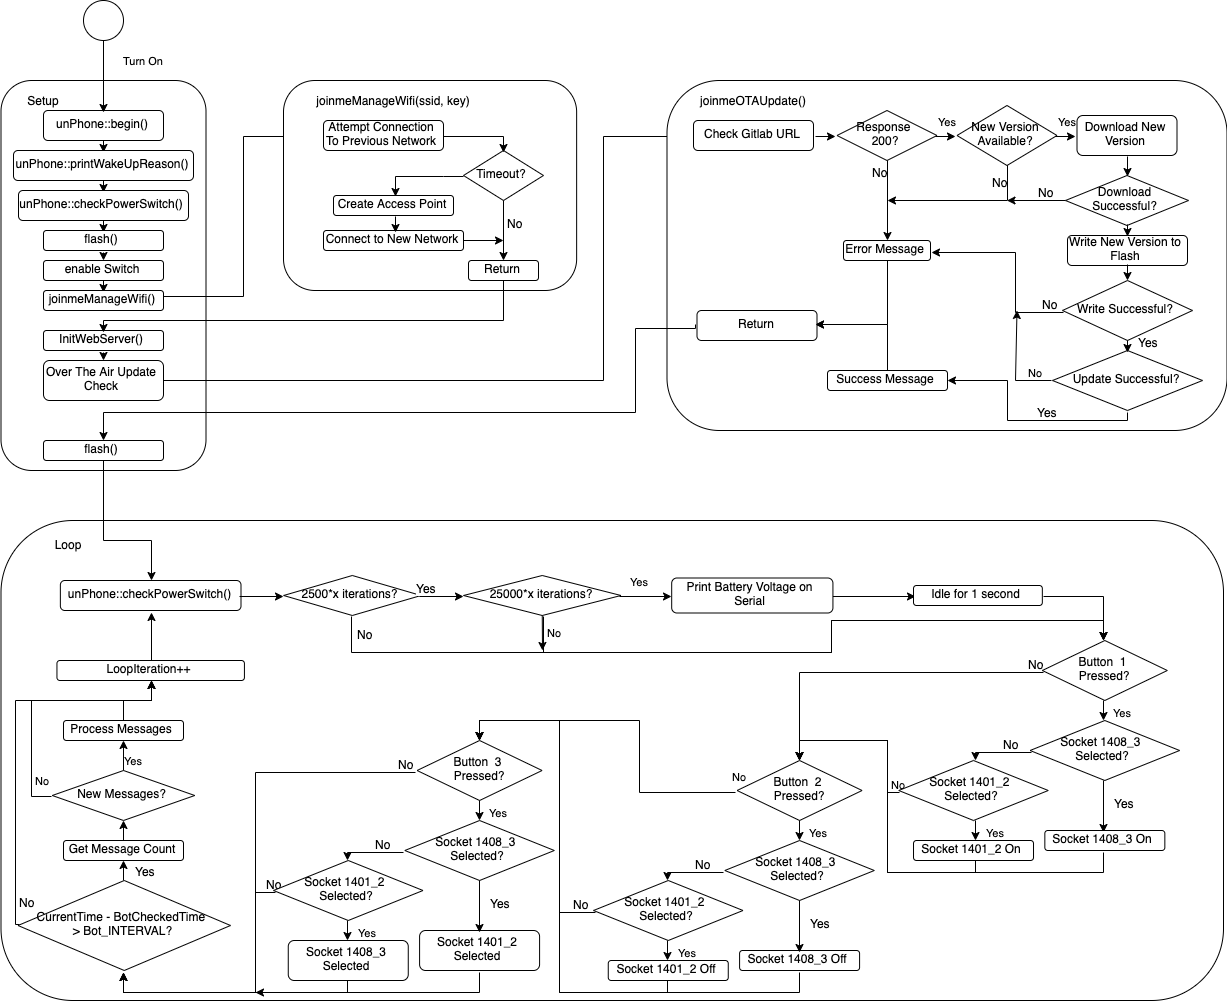 Turn On
Setup
unPhone::begin()
unPhone::printWakeUpReason()
unPhone::checkPowerSwitch()
flash()
enable Switch
joinmeManageWifi()
InitWebServer()
Over The Air Update
Check
flash()
joinmeManageWifi(ssid, key)
Attempt Connection
To Previous Network
Timeout?
Create Access Point
No
Connect to New Network
Return
joinmeOTAUpdate()
Check Gitlab URL
Response
200?
Yes
New Version
Available?
Yes
Download New
Version
No
No
No
Download
Successful?
Error Message
Write New Version to
Flash
No
Write Successful?
Return
Yes
No
Update Successful?
Success Message
Yes
Loop
unPhone::checkPowerSwitch()
2500*x iterations?
Yes
25000*x iterations?
Yes
Print Battery Voltage on
Serial
Idle for 1 second
No
No
LoopIteration++
No
Button 1
Pressed?
Yes
Process Messages
Yes
No
New Messages?
Get Message Count
Yes
No
CurrentTime - BotCheckedTime
> Bot_INTERVAL?
No
Button 3
Pressed?
Yes
No
Socket 1408_3
Selected?
No
Socket 1401_2
Selected?
Yes
Yes
Socket 1408_3
Selected
Socket 1401_2
Selected
No
Button 2
Pressed?
Yes
No
Socket 1408_3
Selected?
No
Socket 1401_2
Selected?
Yes
Yes
Socket 1401_2 Off
Socket 1408_3 Off
No
Socket 1408_3
Selected?
No
Socket 1401_2
Selected?
Yes
Yes
Socket 1401_2 On
Socket 1408_3 On